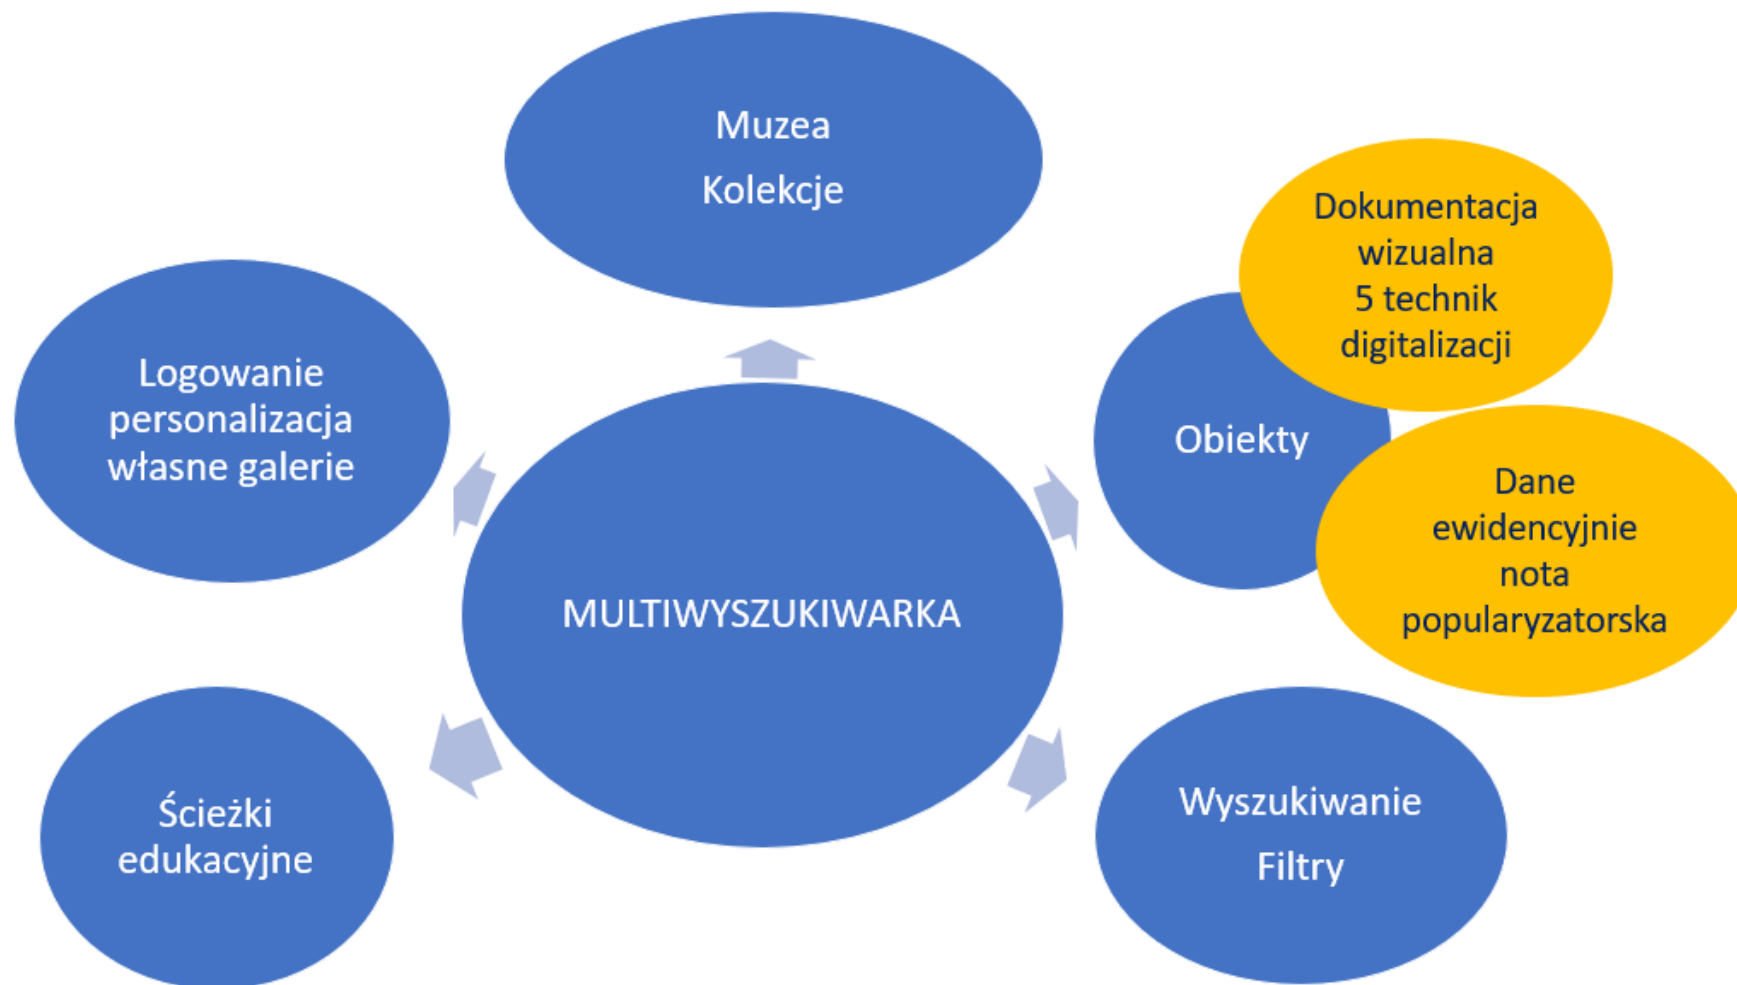 Muzea
Kolekcje
Dokumentacja
wizualna
5 technik
digitalizacji
Logowanie
personalizacja
własne galerie
Obiekty
Dane
ewidencyjnie
nota
popularyzatorska
MULTIWYSZUKIWARKA
Ścieżki
edukacyjne
Wyszukiwanie
Filtry